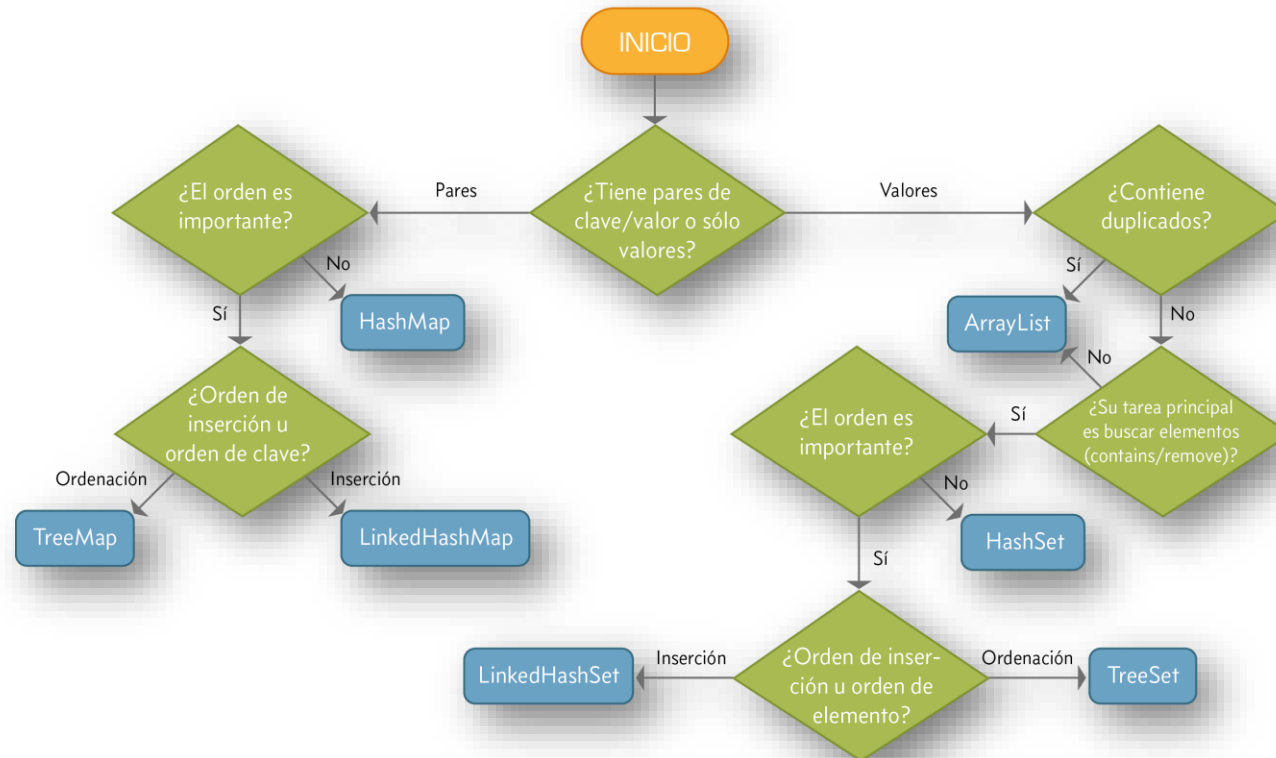 INICIO
¿Tiene pares de
clave/valor o sólo
valores?
Pares
Valores
¿El orden es
importante?
No
HashMap
Sí
¿Orden de
inserción u
orden de clave?
Ordenación
Inserción
TreeMap
LinkedHashMap
¿Contiene
duplicados?
Sí
ArrayList
No
No
¿Su tarea principal
es buscar elementos
(contains/remove)?
Sí
¿El orden es
importante?
No
HashSet
Sí
¿Orden de inser-
ción u orden de
elemento?
Inserción
Ordenación
LinkedHashSet
TreeSet